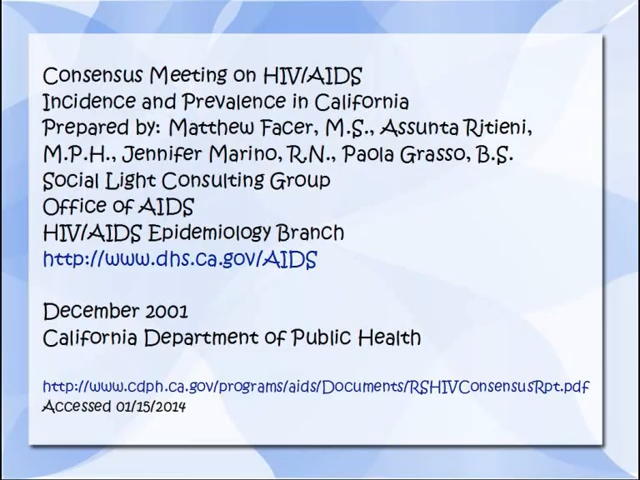 Consensus Meeting on HIV/AIDS
Incidence and Prevalence in California
Prepared by: Matthew Facer, M.S., Assunta Rjtieni,
M.P.H., Jennifer Marino, R.N., Paola Grasso, B.S.
Social Light Consulting Group
Office of AIDS
HIV/AIDS Epidemiology Branch
http://www.dhs.ca.gov/AIDS
December 2001
California Department of Public Health
http://www.cdph.ca.gov/programs/aids/Documents/RSHIVConsensusRpt.pdf
Accessed 01/15/2014